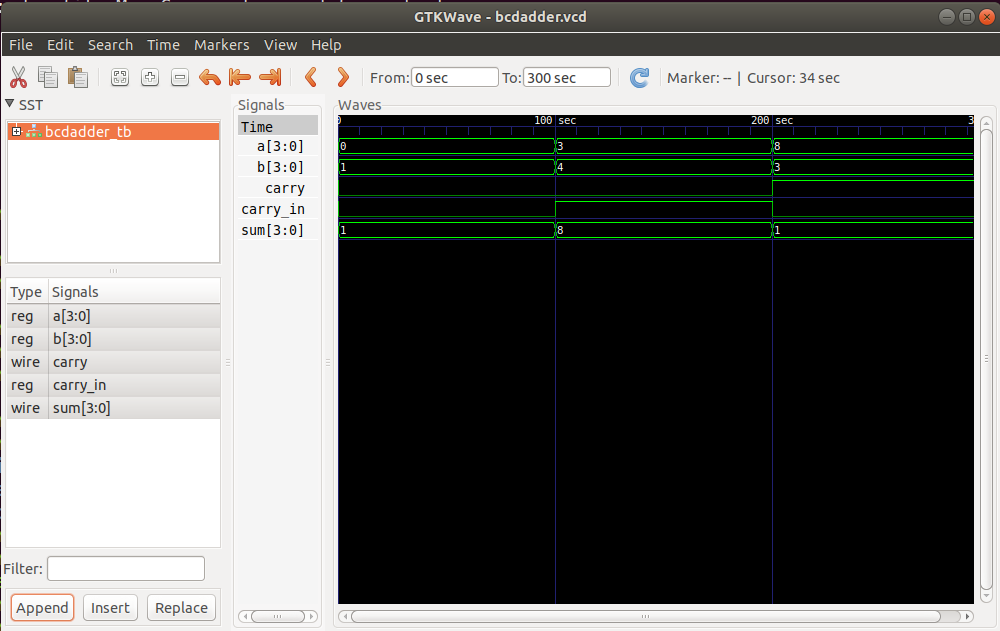 GTKWave - bcdadder.vcd
File Edit Search Time Markers View Help
From: 0 sec To: 300 sec Marker: -- | Cursor: 34 sec
SST
bcdadder_tb
Type Signals
reg a[3:0]
reg b[3:0]
wire carry
reg carry_in
wire sum[3:0]
Filter:
Append Insert Replace
Signals
Time
a[3:0]
b[3:0]
carry
carry_in
sum[3:0]
Waves
0 100 sec 200 sec 3
0 3 8
1 4 3
1 8 1